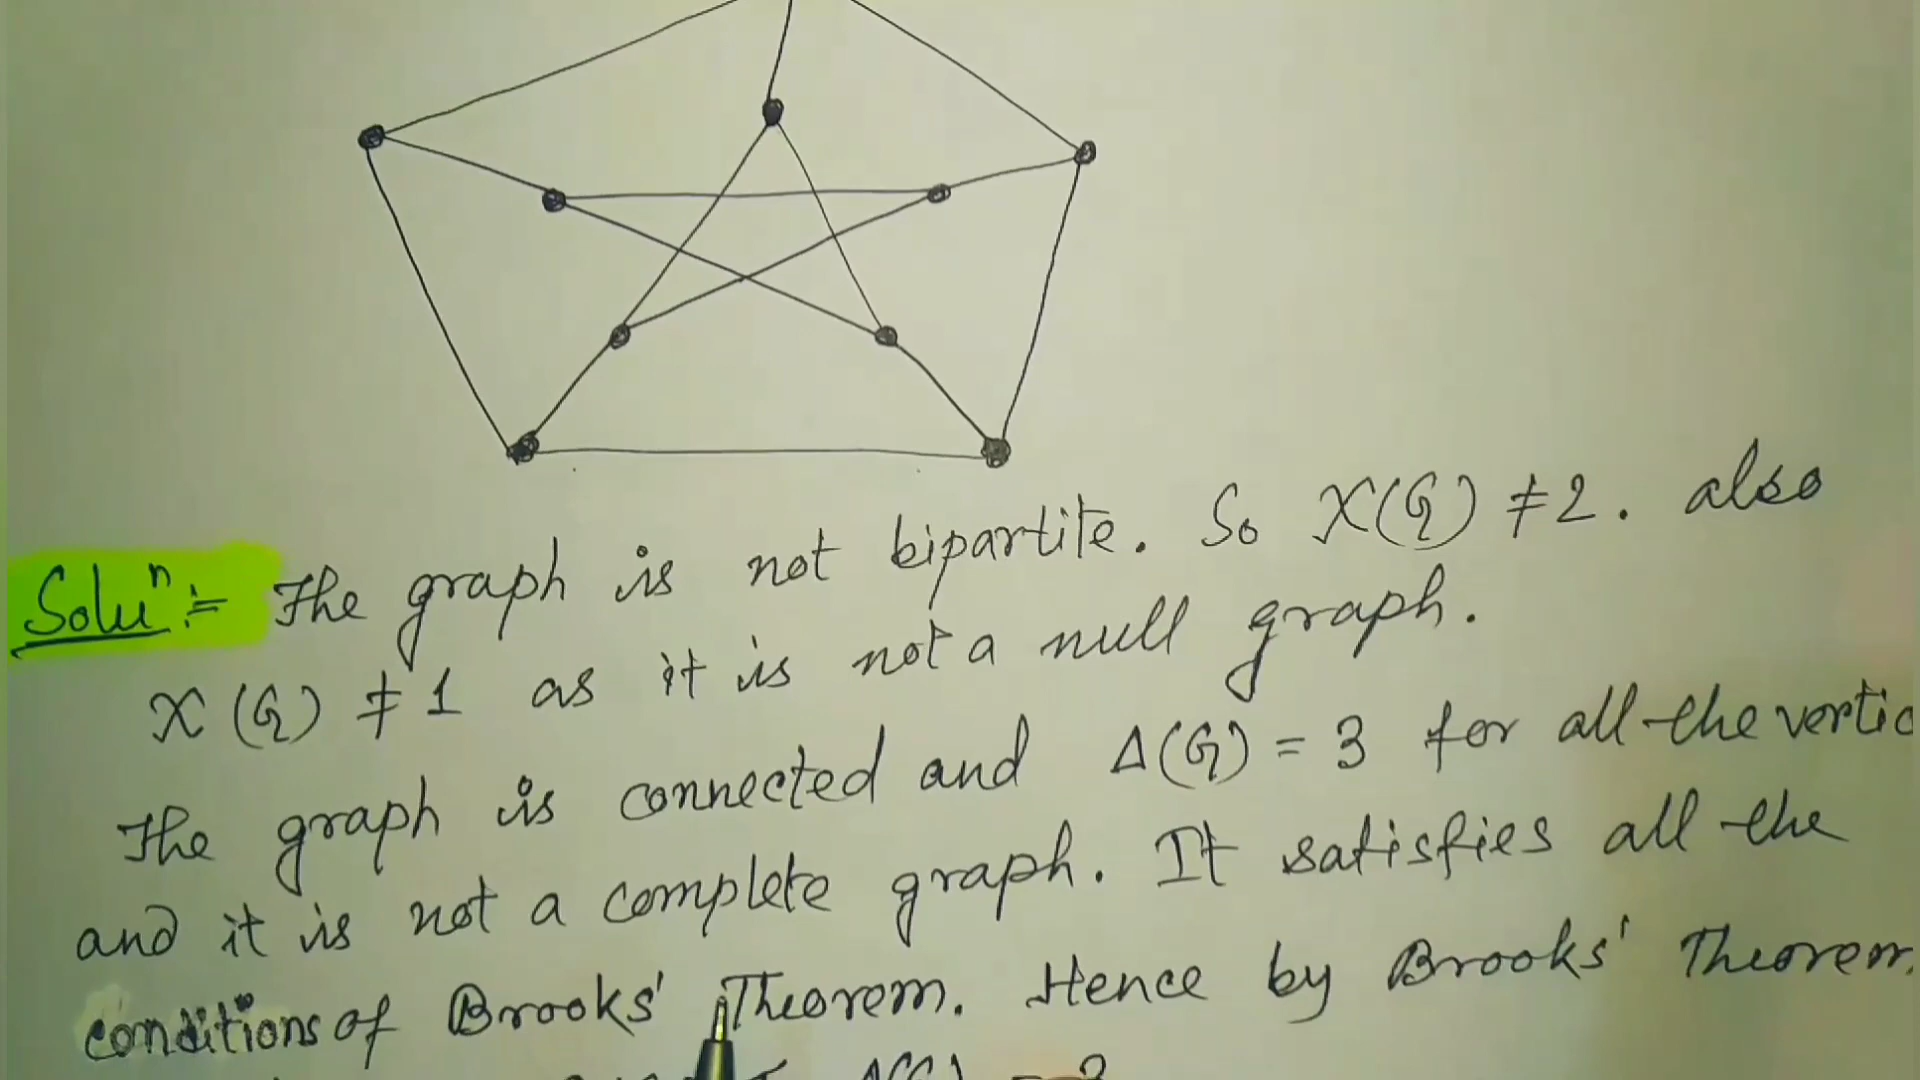 Soluⁿ:- The graph is not bipartite. So χ(G) ≠ 2. also
χ(G) ≠ 1 as it is not a null graph.
The graph is connected and Δ(G) = 3 for all the vertic
and it is not a complete graph. It satisfies all the
conditions of Brooks' Theorem. Hence by Brooks' Theorem.